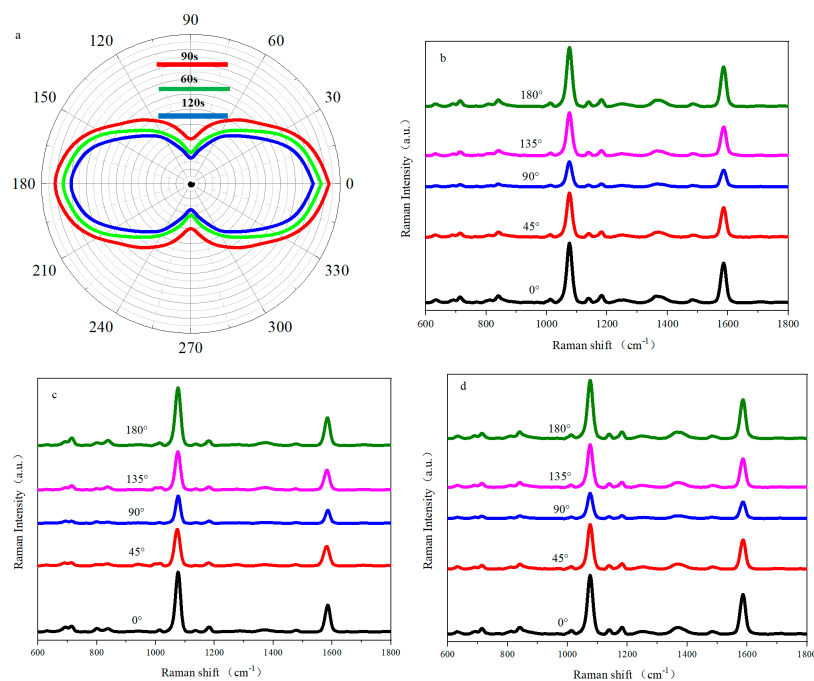 a
90
120
60
90s
60s
120s
150
30
180
0
210
330
240
300
270
b
180°
135°
90°
45°
0°
Raman Intensity (a.u.)
600 800 1000 1200 1400 1600 1800
Raman shift （cm-1）
c
180°
135°
90°
45°
0°
Raman Intensity (a.u.)
600 800 1000 1200 1400 1600 1800
Raman shift （cm-1）
d
180°
135°
90°
45°
0°
Raman Intensity (a.u.)
600 800 1000 1200 1400 1600 1800
Raman shift （cm-1）